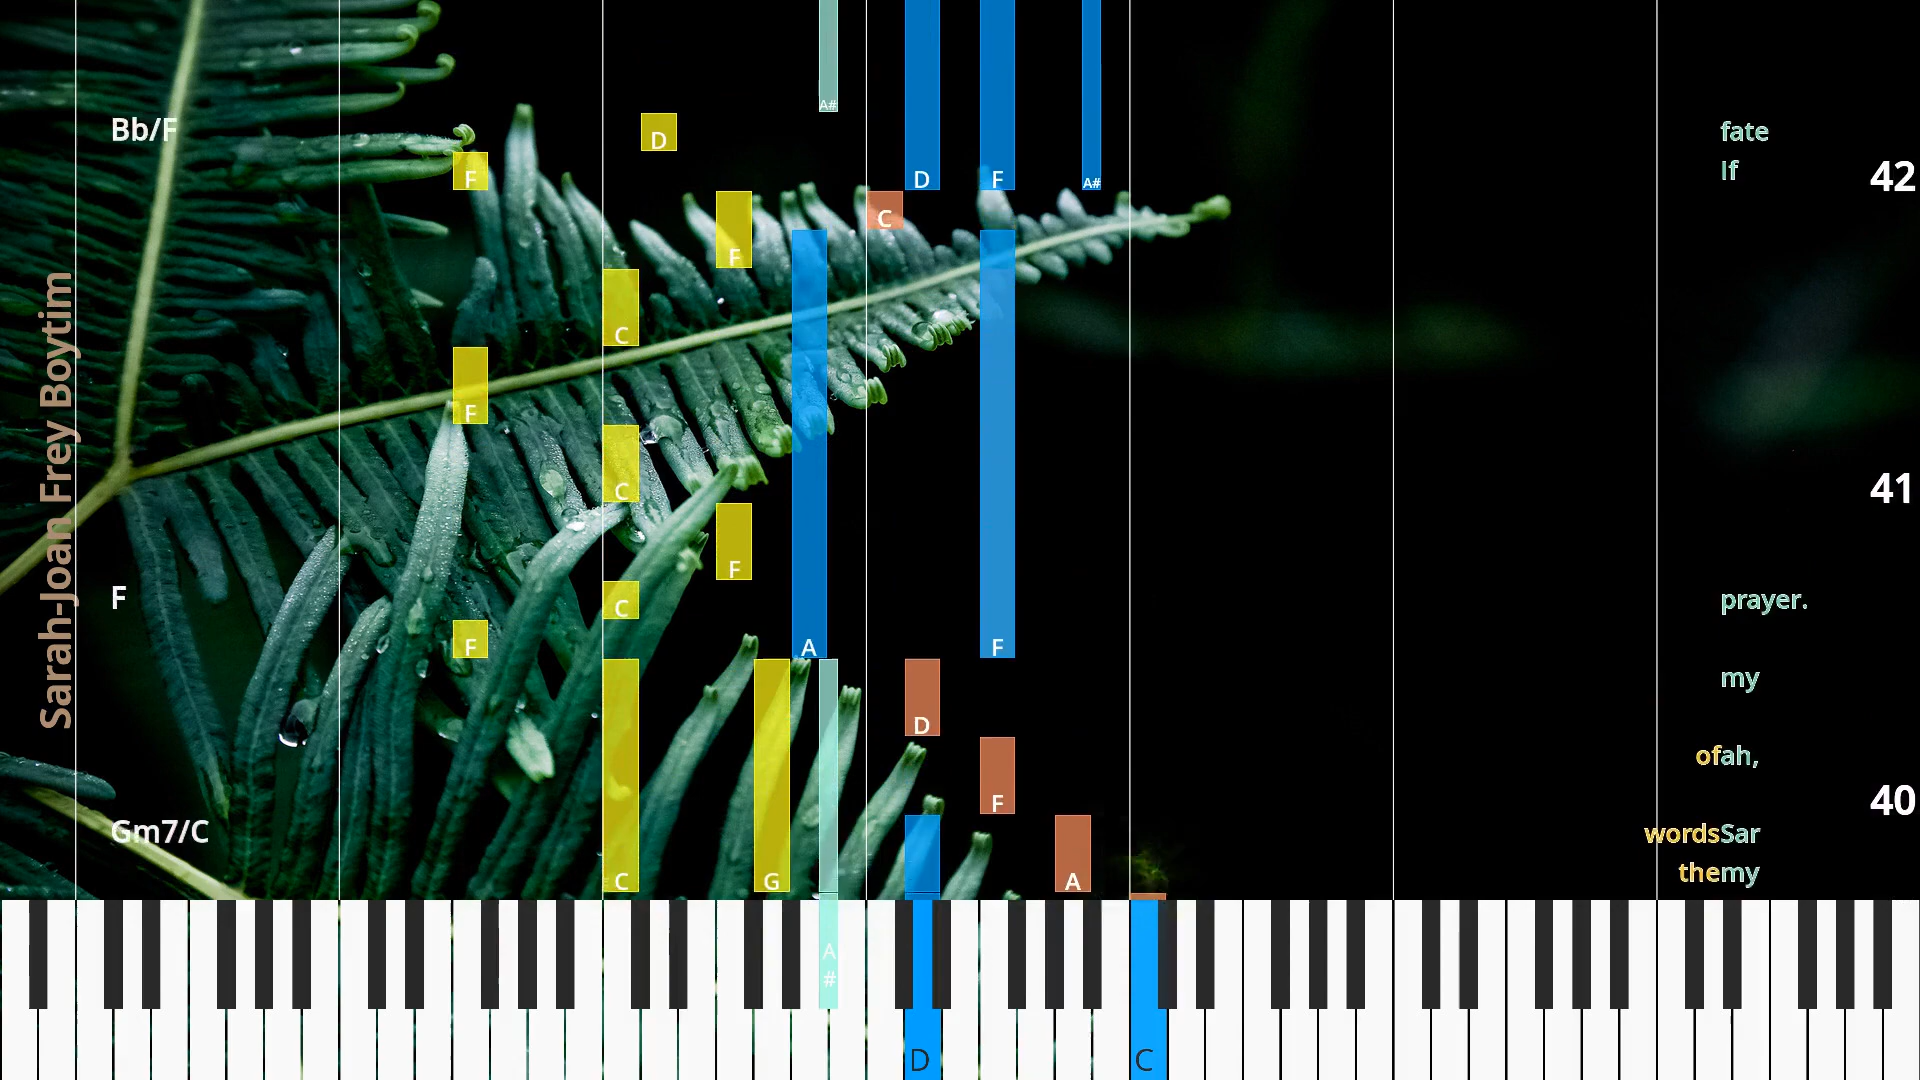 Sarah-Joan Frey Boytim
A#
Bb/F
D
fate
F
D
F
A#
If
42
C
F
C
F
C
41
F
F
prayer.
C
F
A
F
my
D
ofah,
F
40
Gm7/C
wordsSar
C
G
A
themy
A
#
D
C